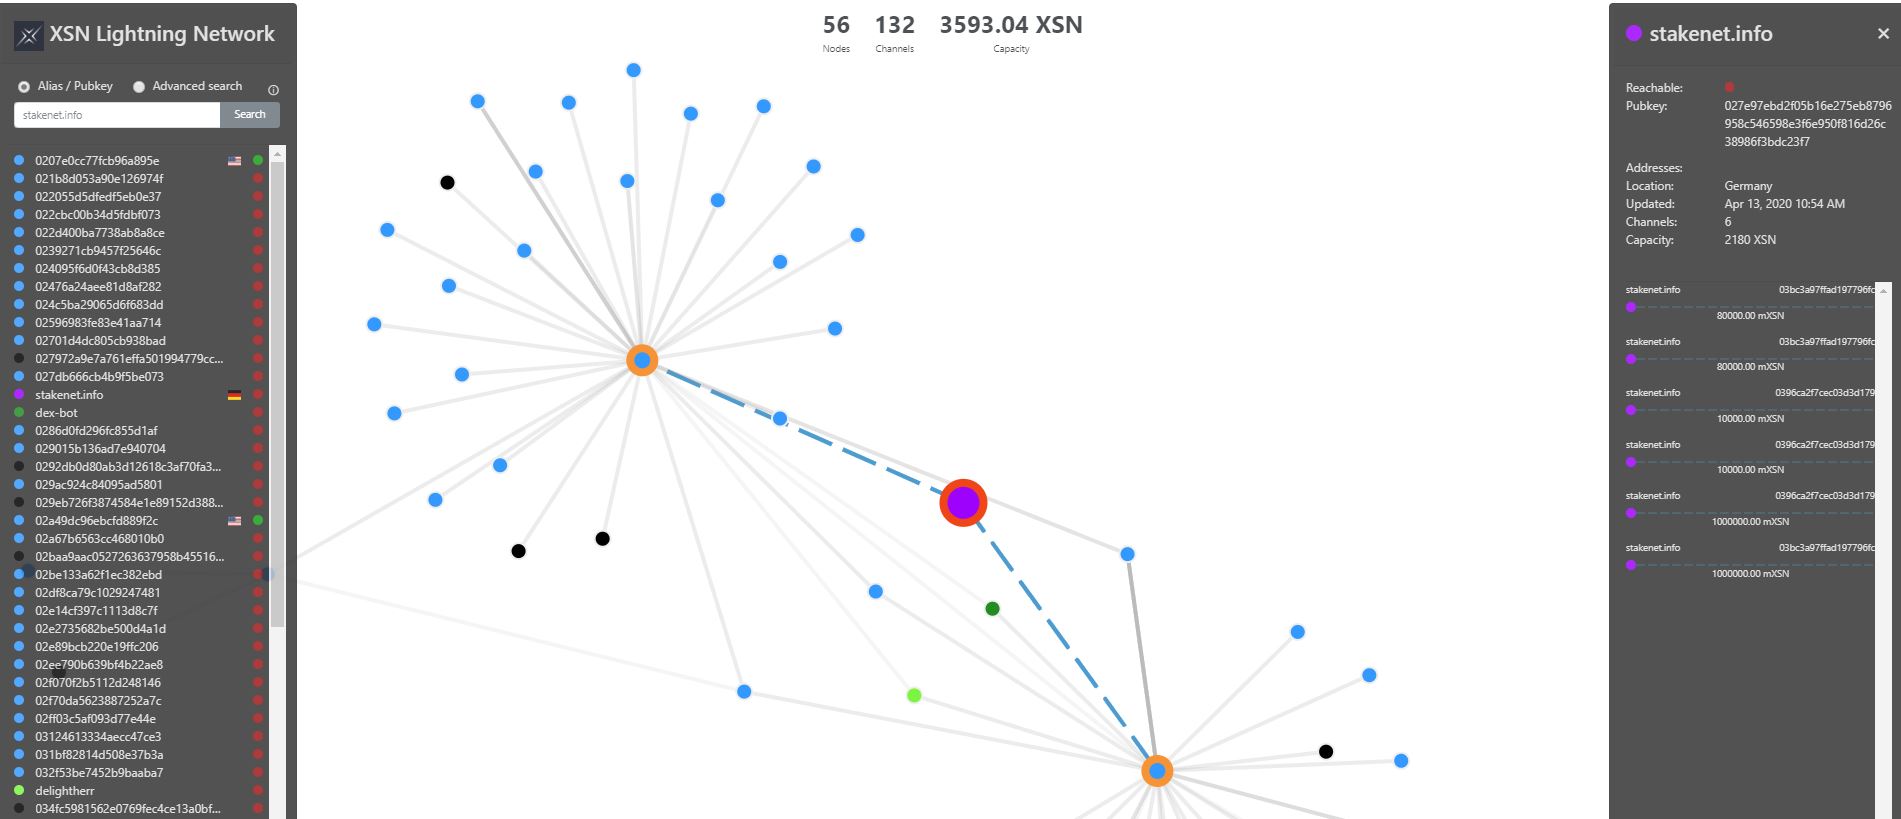 XSN Lightning Network
Alias / Pubkey
Advanced search
stakenet.info
Search
0207e0cc77fcb96a895e
021b8d053a90e126974f
022055d5dfedf5eb0e37
022cbc00b34d5fdbf073
022d400ba7738ab8a8ce
0239271cb9457f25646c
024095f6d0f43cb8d385
02476a24aee81d8af282
024c5ba29065d6f683dd
02596983fe83e41aa714
02701d4dc805cb938bad
027972a9e7a761effa501994779cc...
027db666cb4b9f5be073
stakenet.info
dex-bot
0286d0fd296fc855d1af
029015b136ad7e940704
0292db0d80ab3d12618c3af70fa3...
029ac924c84095ad5801
029eb726f3874584e1e89152d388...
02a49dc96ebcfd889f2c
02a67b6563cc468010b0
02baa9aac0527263637958b45516...
02be133a62f1ec382ebd
02df8ca79c1029247481
02e14cf397c1113d8c7f
02e2735682be500d4a1d
02e89bcb220e19ffc206
02ee790b639bf4b22ae8
02f070f2b5112d248146
02f70da5623887252a7c
02ff03c5af093d77e44e
03124613334aecc47ce3
031bf82814d508e37b3a
032f53be7452b9baaba7
delightherr
034fc5981562e0769fec4ce13a0bf...
56 132 3593.04 XSN
Nodes Channels Capacity
stakenet.info ×
Reachable:
Pubkey: 027e97ebd2f05b16e275eb8796
958c546598e3f6e950f816d26c
38986f3bdc23f7
Addresses:
Location: Germany
Updated: Apr 13, 2020 10:54 AM
Channels: 6
Capacity: 2180 XSN
stakenet.info 03bc3a97ffad197796fc
80000.00 mXSN
stakenet.info 03bc3a97ffad197796fc
80000.00 mXSN
stakenet.info 0396ca2f7cec03d3d179
10000.00 mXSN
stakenet.info 0396ca2f7cec03d3d179
10000.00 mXSN
stakenet.info 0396ca2f7cec03d3d179
1000000.00 mXSN
stakenet.info 03bc3a97ffad197796fc
1000000.00 mXSN